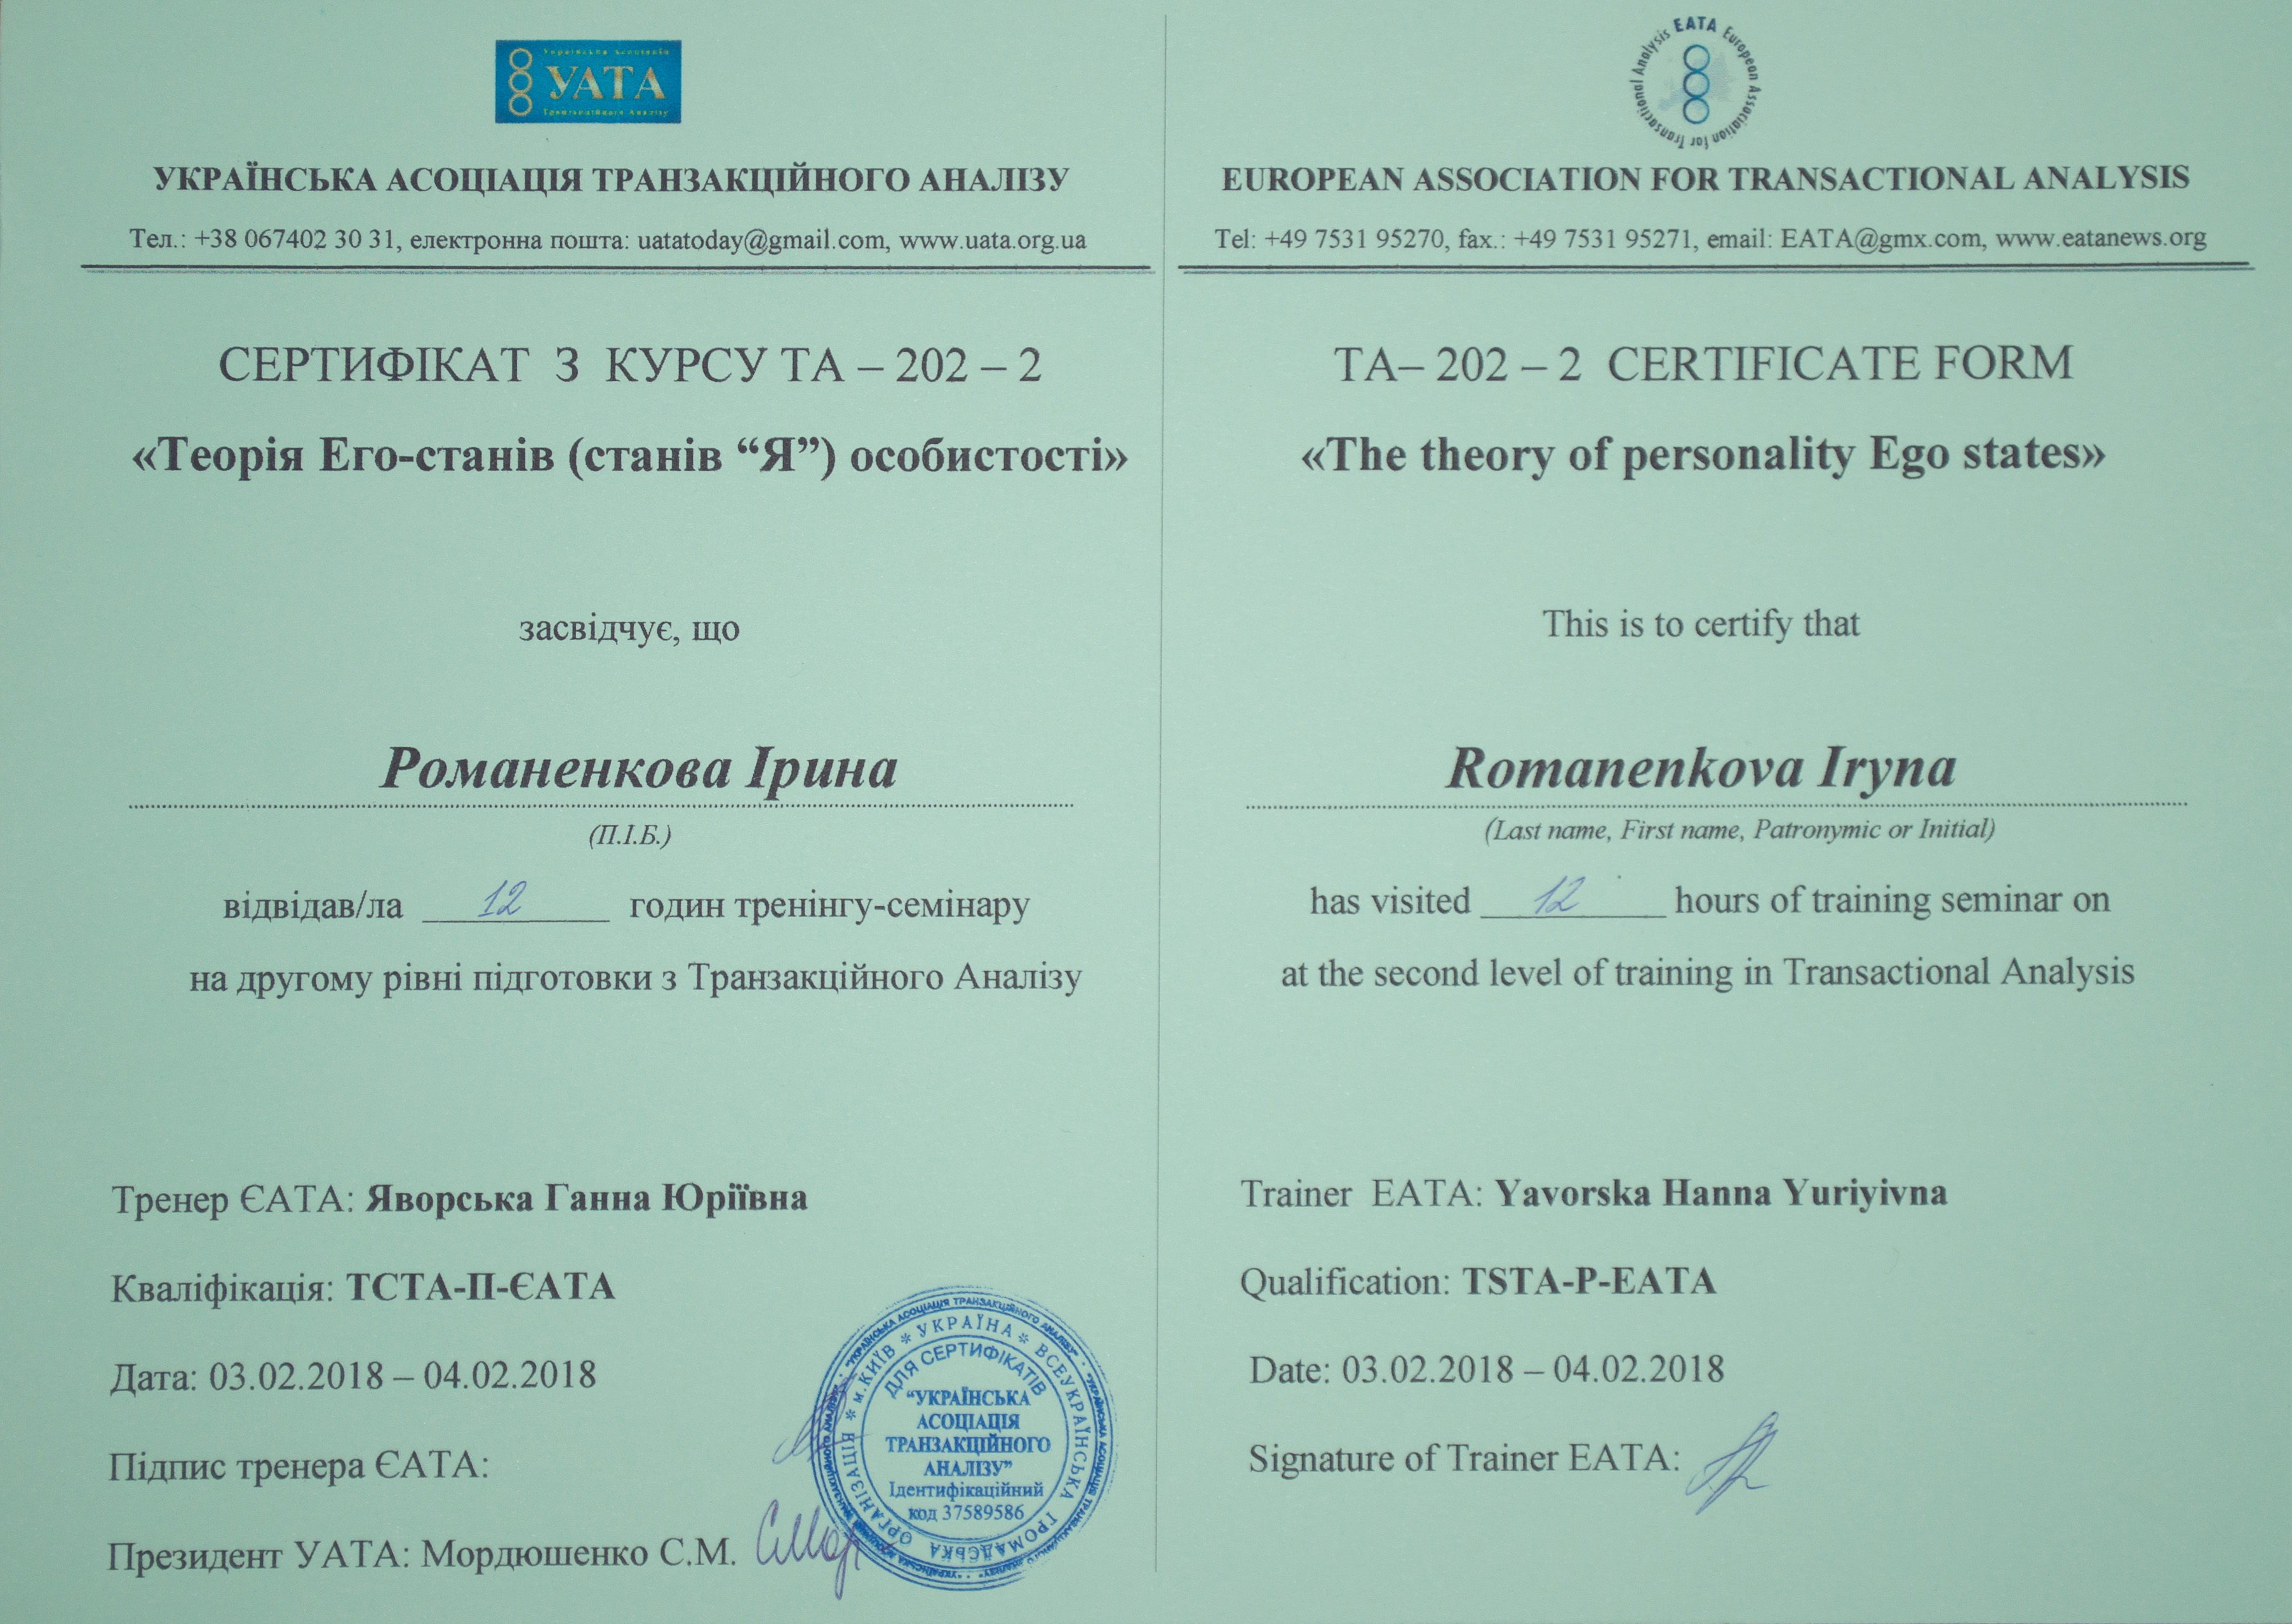 Українська Асоціація
УАТА
Транзакційного Аналізу
УКРАЇНСЬКА АСОЦІАЦІЯ ТРАНЗАКЦІЙНОГО АНАЛІЗУ
Тел.: +38 067402 30 31, електронна пошта: uatatoday@gmail.com, www.uata.org.ua
СЕРТИФІКАТ З КУРСУ ТА – 202 – 2
«Теорія Его-станів (станів “Я”) особистості»
засвідчує, що
Романенкова Ірина
(П.І.Б.)
відвідав/ла 12 годин тренінгу-семінару
на другому рівні підготовки з Транзакційного Аналізу
Тренер ЄАТА: Яворська Ганна Юріївна
Кваліфікація: ТСТА-П-ЄАТА
Дата: 03.02.2018 – 04.02.2018
Підпис тренера ЄАТА:
Президент УАТА: Мордюшенко С.М.
"УКРАЇНСЬКА АСОЦІАЦІЯ ТРАНЗАКЦІЙНОГО АНАЛІЗУ"
* м.КИЇВ * УКРАЇНА * ВСЕУКРАЇНСЬКА ГРОМАДСЬКА ОРГАНІЗАЦІЯ
ДЛЯ СЕРТИФІКАТІВ
“УКРАЇНСЬКА
АСОЦІАЦІЯ
ТРАНЗАКЦІЙНОГО
АНАЛІЗУ”
Ідентифікаційний
код 37589586
EATA European Association for Transactional Analysis
EUROPEAN ASSOCIATION FOR TRANSACTIONAL ANALYSIS
Tel: +49 7531 95270, fax.: +49 7531 95271, email: EATA@gmx.com, www.eatanews.org
TA– 202 – 2 CERTIFICATE FORM
«The theory of personality Ego states»
This is to certify that
Romanenkova Iryna
(Last name, First name, Patronymic or Initial)
has visited 12 hours of training seminar on
at the second level of training in Transactional Analysis
Trainer EATA: Yavorska Hanna Yuriyivna
Qualification: TSTA-P-EATA
Date: 03.02.2018 – 04.02.2018
Signature of Trainer EATA: